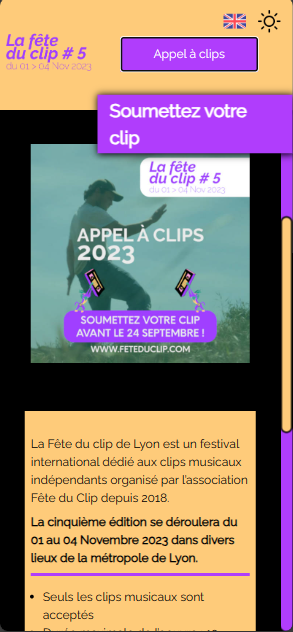 La fête
du clip # 5
du 01 > 04 Nov 2023
Appel à clips
Soumettez votre
clip
La fête
du clip # 5
du 01 > 04 Nov 2023
APPEL À CLIPS
2023
SOUMETTEZ VOTRE CLIP
AVANT LE 24 SEPTEMBRE !
WWW.FETEDUCLIP.COM
La Fête du clip de Lyon est un festival
international dédié aux clips musicaux
indépendants organisé par l'association
Fête du Clip depuis 2018.
La cinquième édition se déroulera du
01 au 04 Novembre 2023 dans divers
lieux de la métropole de Lyon.
• Seuls les clips musicaux sont
acceptés